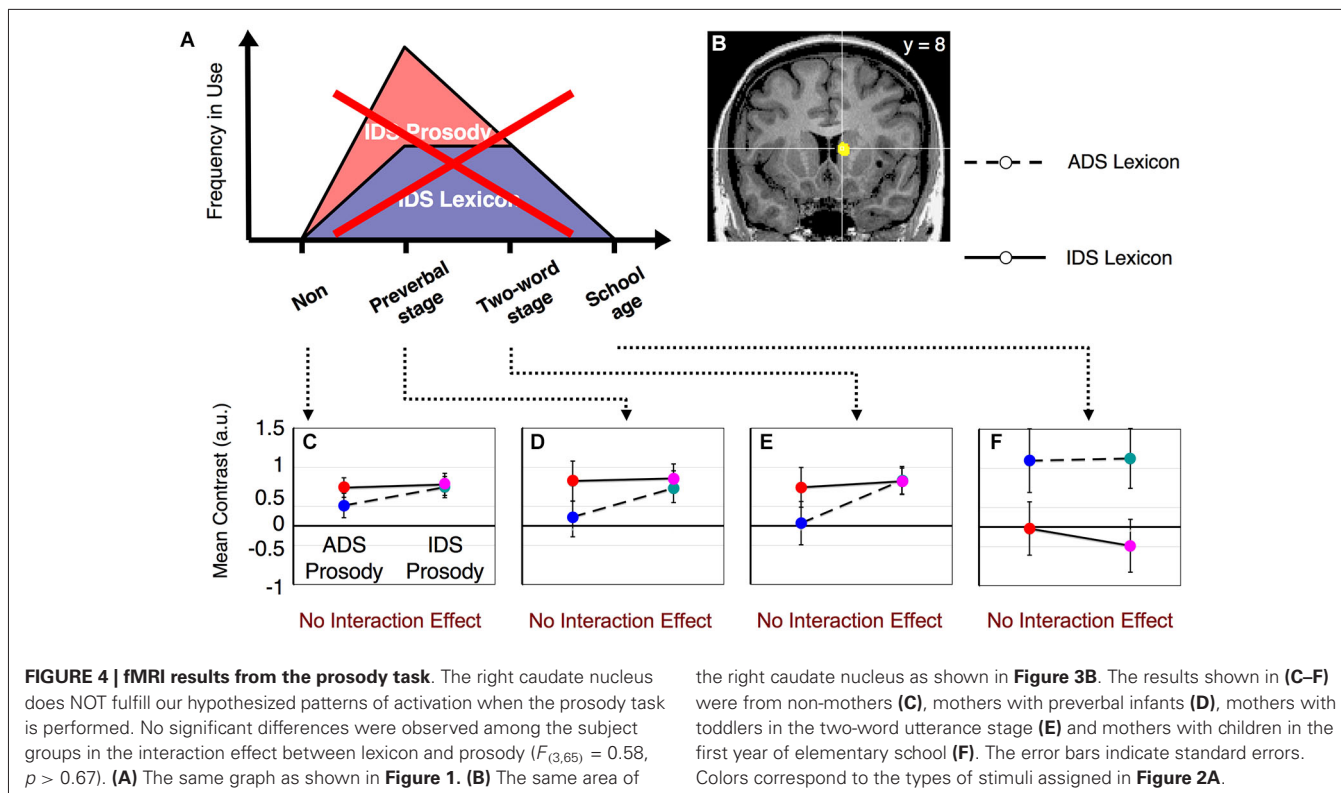 A
Frequency in Use
IDS Prosody
IDS Lexicon
Non
Preverbal
stage
Two-word
stage
School
age
B
y = 8
ADS Lexicon
IDS Lexicon
Mean Contrast (a.u.)
1.5
1
0.5
0
-0.5
-1
C
ADS
Prosody
IDS
Prosody
D
E
F
No Interaction Effect
No Interaction Effect
No Interaction Effect
No Interaction Effect
FIGURE 4 | fMRI results from the prosody task. The right caudate nucleus
does NOT fulfill our hypothesized patterns of activation when the prosody task
is performed. No significant differences were observed among the subject
groups in the interaction effect between lexicon and prosody (F(3,65) = 0.58,
p > 0.67). (A) The same graph as shown in Figure 1. (B) The same area of
the right caudate nucleus as shown in Figure 3B. The results shown in (C–F)
were from non-mothers (C), mothers with preverbal infants (D), mothers with
toddlers in the two-word utterance stage (E) and mothers with children in the
first year of elementary school (F). The error bars indicate standard errors.
Colors correspond to the types of stimuli assigned in Figure 2A.